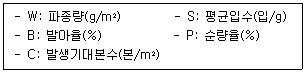 - W: 파종량(g/m²) - S: 평균입수(입/g)
- B: 발아율(%) - P: 순량율(%)
- C: 발생기대본수(본/m²)